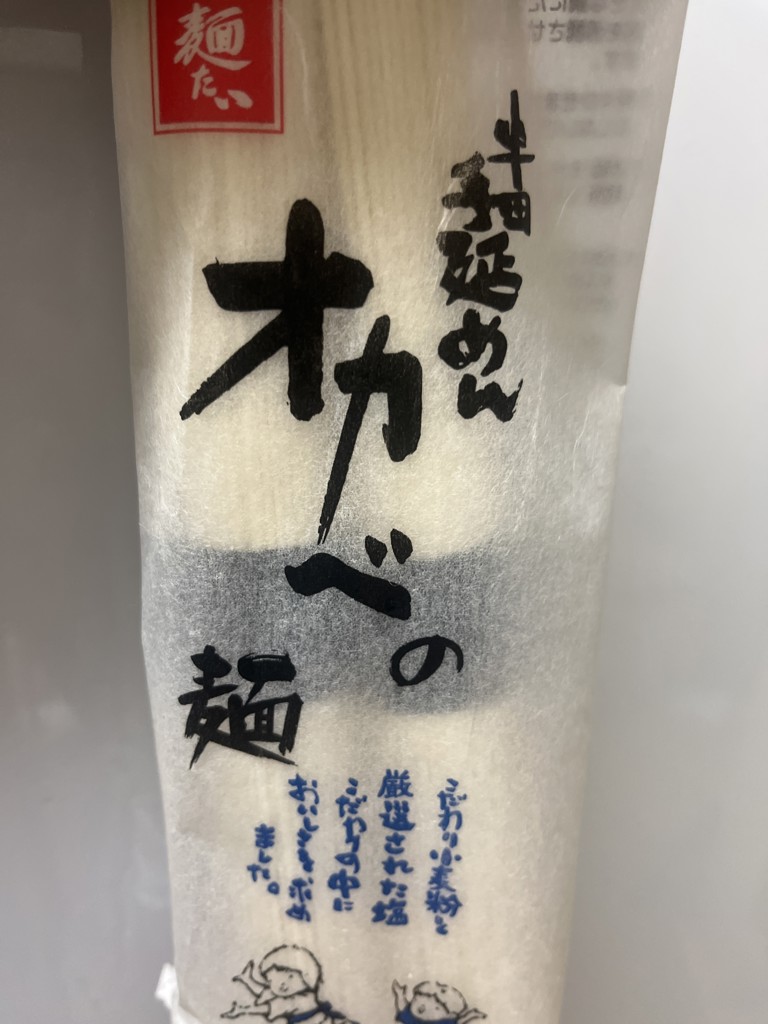 麺
たい
半田
手延めん
オカベの
麺
こだわり小麦粉と
厳選された塩
こだわりの中に
おいしさを求め
ました。